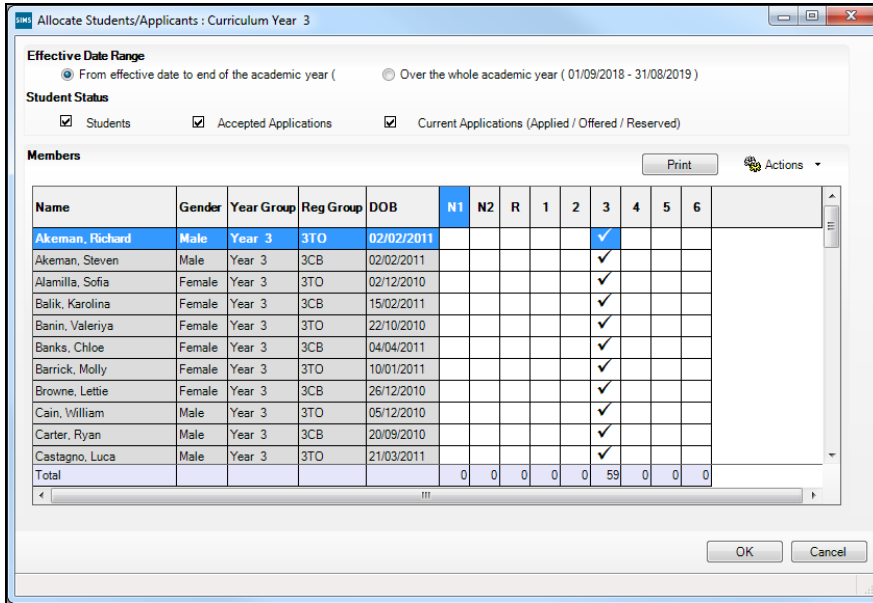 SIMS Allocate Students/Applicants : Curriculum Year 3
Effective Date Range
From effective date to end of the academic year ( Over the whole academic year ( 01/09/2018 - 31/08/2019 )
Student Status
Students Accepted Applications Current Applications (Applied / Offered / Reserved)
Members Print Actions
Name Gender Year Group Reg Group DOB N1 N2 R 1 2 3 4 5 6
Akeman, Richard Male Year 3 3TO 02/02/2011 ✓
Akeman, Steven Male Year 3 3CB 02/02/2011 ✓
Alamilla, Sofia Female Year 3 3TO 02/12/2010 ✓
Balik, Karolina Female Year 3 3CB 15/02/2011 ✓
Banin, Valeriya Female Year 3 3TO 22/10/2010 ✓
Banks, Chloe Female Year 3 3CB 04/04/2011 ✓
Barrick, Molly Female Year 3 3TO 10/01/2011 ✓
Browne, Lettie Female Year 3 3CB 26/12/2010 ✓
Cain, William Male Year 3 3TO 05/12/2010 ✓
Carter, Ryan Male Year 3 3CB 20/09/2010 ✓
Castagno, Luca Male Year 3 3TO 21/03/2011 ✓
Total 0 0 0 0 0 59 0 0 0
OK Cancel